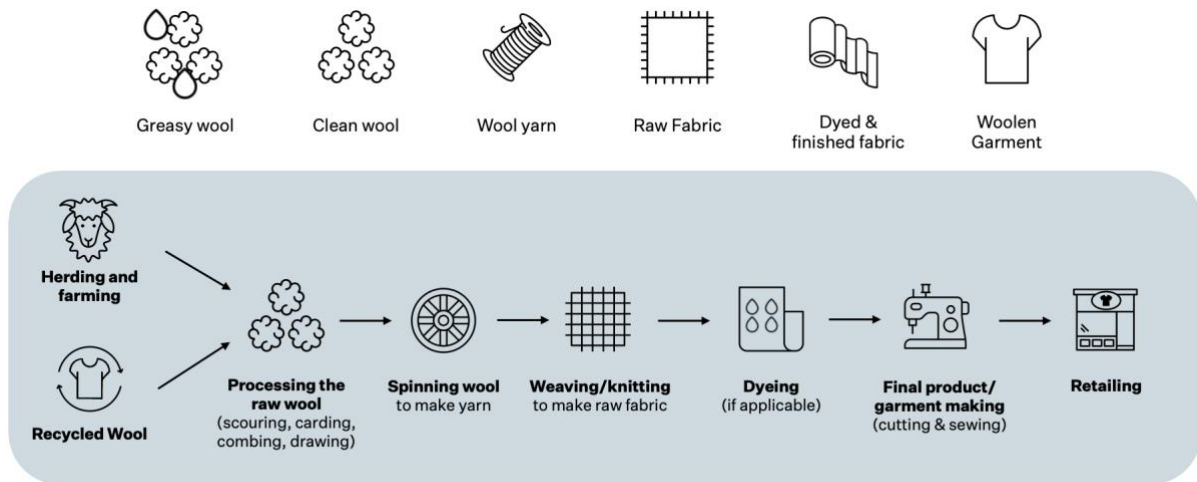 Greasy wool
Clean wool
Wool yarn
Raw Fabric
Dyed &
finished fabric
Woolen
Garment
Herding and
farming
Recycled Wool
Processing the
raw wool
(scouring, carding,
combing, drawing)
Spinning wool
to make yarn
Weaving/knitting
to make raw fabric
Dyeing
(if applicable)
Final product/
garment making
(cutting & sewing)
Retailing